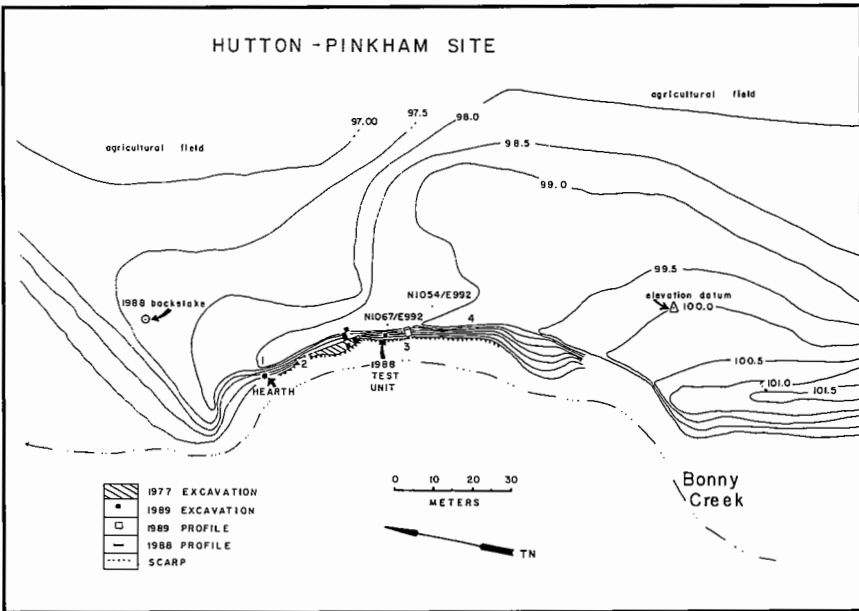 HUTTON-PINKHAM SITE
agricultural field
97.00
97.5
98.0
agricultural field
98.5
99.0
99.5
1988 backstake
N1054/E992
N1067/E992
elevation datum
100.0
4
1
2
3
1988
TEST
UNIT
HEARTH
100.5
101.0
101.5
0 10 20 30
METERS
Bonny
Creek
1977 EXCAVATION
1989 EXCAVATION
1989 PROFILE
1988 PROFILE
SCARP
TN